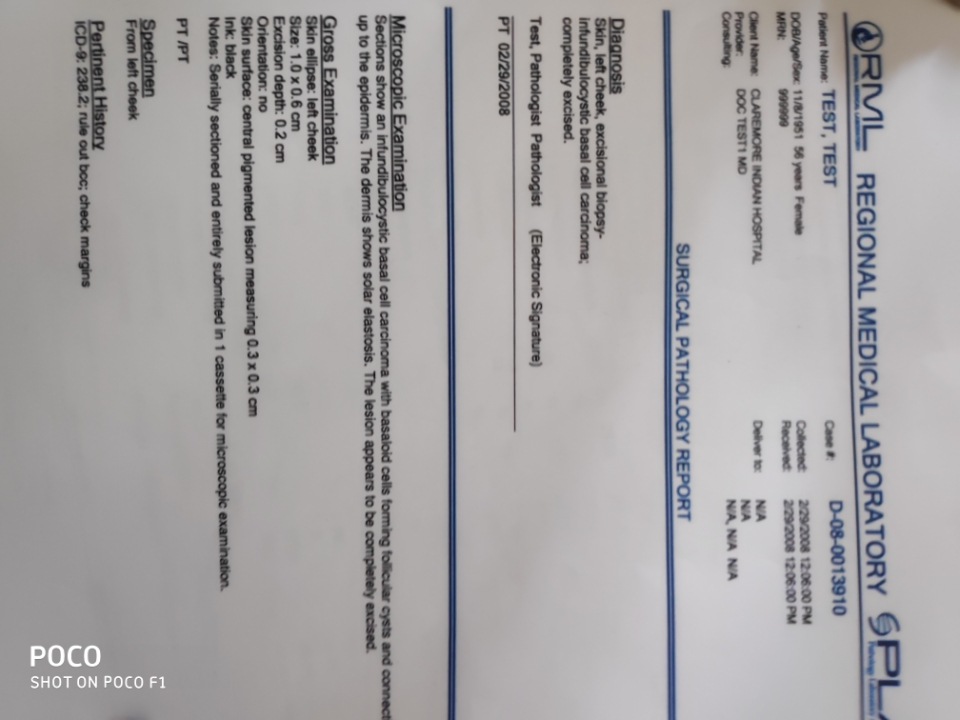 RML REGIONAL MEDICAL LABORATORY PLA
REGIONAL MEDICAL LABORATORY
Pathology Laboratory
Patient Name: TEST, TEST
Case #: D-08-0013910
DOB/Age/Sex: 11/8/1951 56 years Female
Collected: 2/29/2008 12:06:00 PM
MRN: 999999
Received: 2/29/2008 12:06:00 PM
Client Name: CLAREMORE INDIAN HOSPITAL
Deliver to: N/A
Provider: DOC TEST1 MD
N/A
Consulting:
N/A, N/A N/A
SURGICAL PATHOLOGY REPORT
Diagnosis
Skin, left cheek, excisional biopsy-
Infundibulocystic basal cell carcinoma;
completely excised.
Test, Pathologist Pathologist (Electronic Signature)
PT 02/29/2008
Microscopic Examination
Sections show an infundibulocystic basal cell carcinoma with basaloid cells forming follicular cysts and connect
up to the epidermis. The dermis shows solar elastosis. The lesion appears to be completely excised.
Gross Examination
Skin ellipse: left cheek
Size: 1.0 x 0.6 cm
Excision depth: 0.2 cm
Orientation: no
Skin surface: central pigmented lesion measuring 0.3 x 0.3 cm
Ink: black
Notes: Serially sectioned and entirely submitted in 1 cassette for microscopic examination.
PT /PT
Specimen
From left cheek
Pertinent History
ICD-9: 238.2; rule out bcc; check margins
POCO
SHOT ON POCO F1